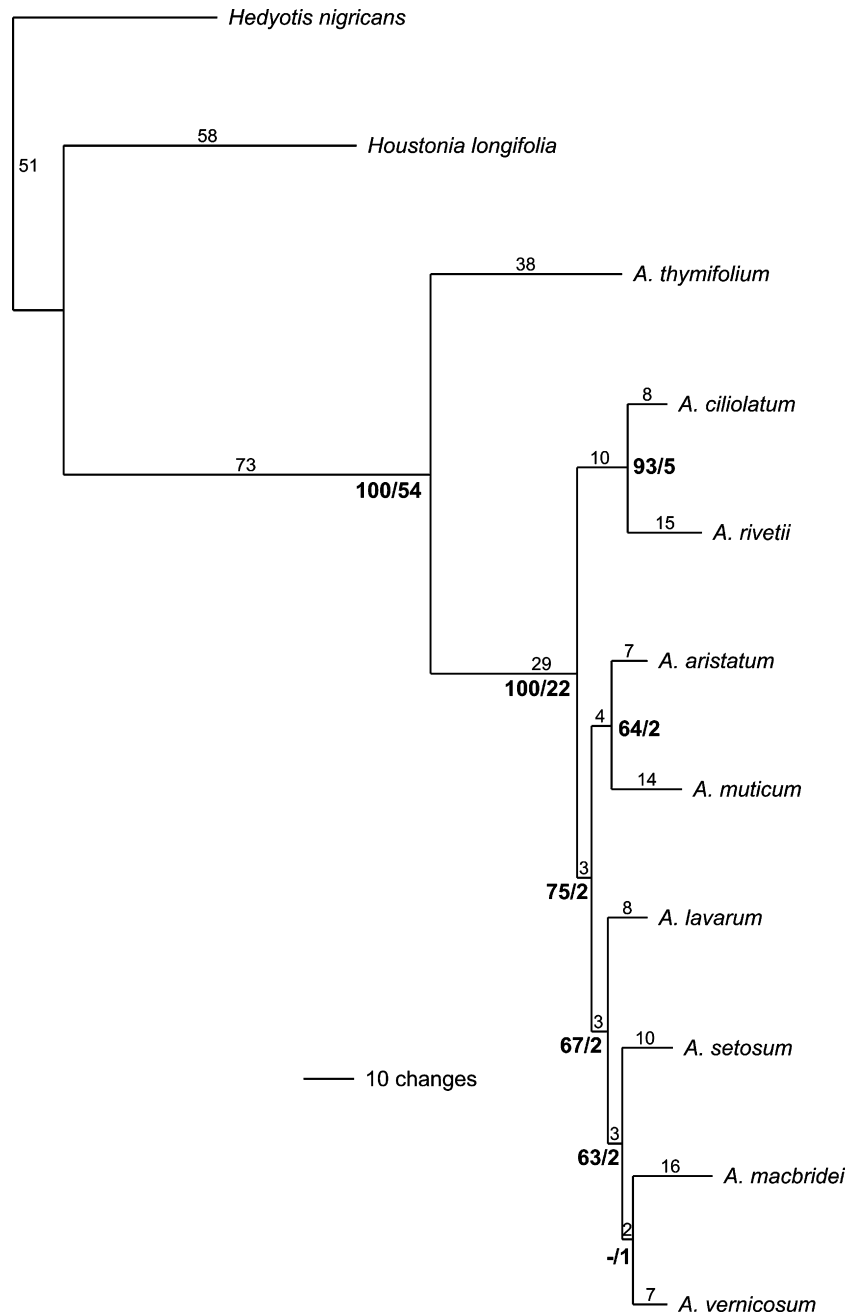 Hedyotis nigricans
58
Houstonia longifolia
51
38
A. thymifolium
8
A. ciliolatum
73
10
93/5
100/54
15
A. rivetii
7
A. aristatum
29
100/22
4
64/2
14
A. muticum
3
75/2
8
A. lavarum
3
67/2
10
A. setosum
10 changes
3
63/2
16
A. macbridei
2
-/1
7
A. vernicosum